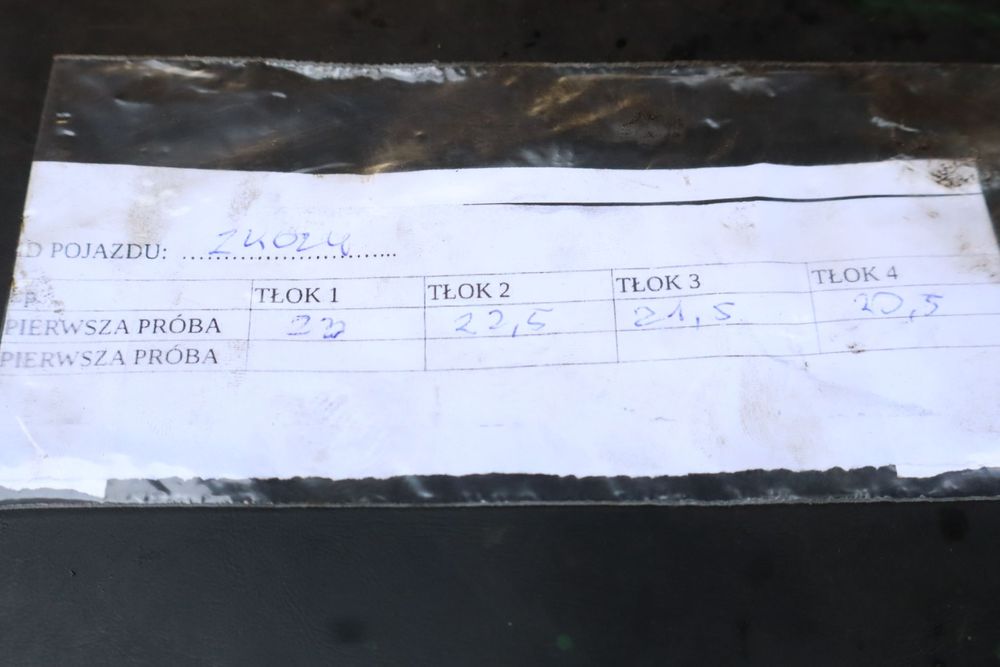 D POJAZDU: ZKOZY
TŁOK 1 TŁOK 2 TŁOK 3 TŁOK 4
PIERWSZA PRÓBA 22 22,5 21,5 20,5
PIERWSZA PRÓBA